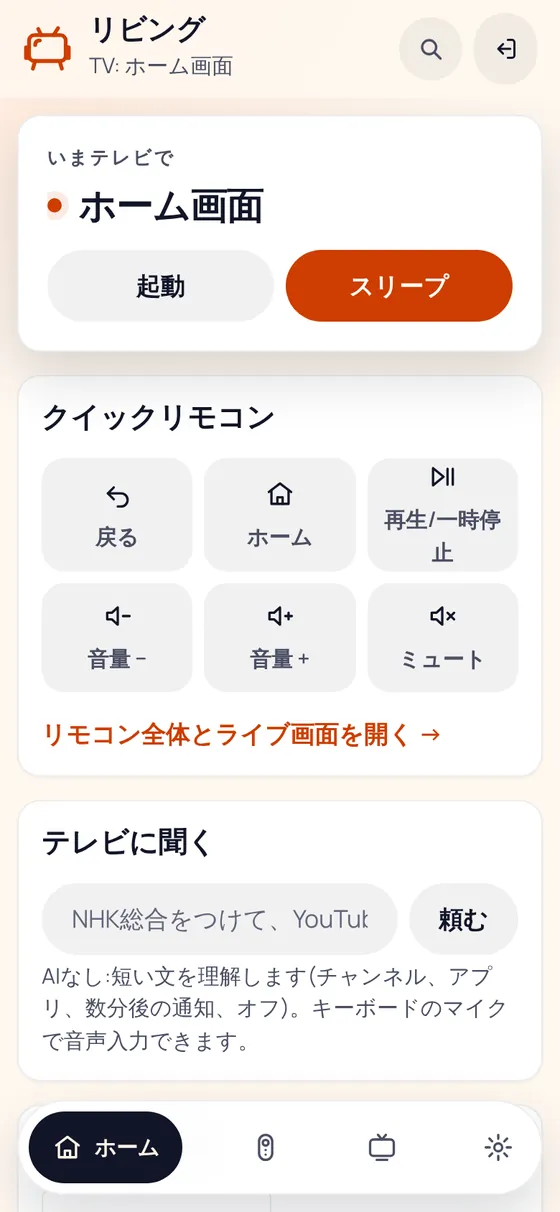 リビング
TV: ホーム画面
いまテレビで
ホーム画面
起動
スリープ
クイックリモコン
戻る
ホーム
再生/一時停
止
音量 −
音量 +
ミュート
リモコン全体とライブ画面を開く →
テレビに聞く
NHK総合をつけて、YouTub
頼む
AIなし:短い文を理解します(チャンネル、アプ
リ、数分後の通知、オフ)。キーボードのマイク
で音声入力できます。
ホーム